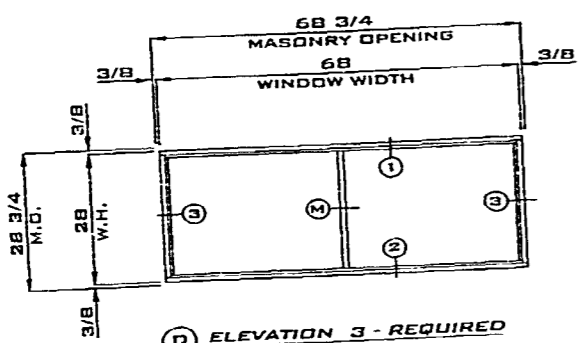 68 3/4
MASONRY OPENING
3/8
3/8
68
WINDOW WIDTH
3/8
28 3/4
M.O.
28
W.H.
1
3
M
3
2
3/8
D ELEVATION 3 - REQUIRED